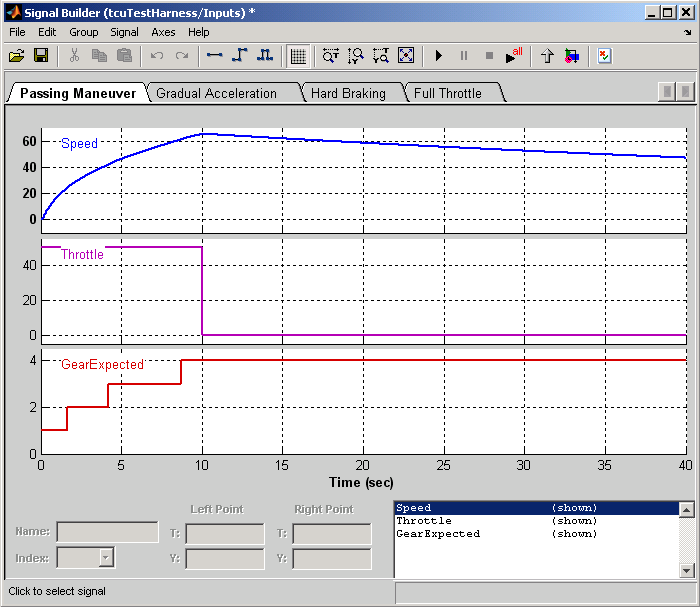 Signal Builder (tcuTestHarness/Inputs) *
File Edit Group Signal Axes Help
all
Passing Maneuver Gradual Acceleration Hard Braking Full Throttle
60
Speed
40
20
0
Throttle
40
20
0
4
GearExpected
2
0
0 5 10 15 20 25 30 35 40
Time (sec)
Left Point Right Point
Name: T: T:
Index: Y: Y:
Speed (shown)
Throttle (shown)
GearExpected (shown)
Click to select signal